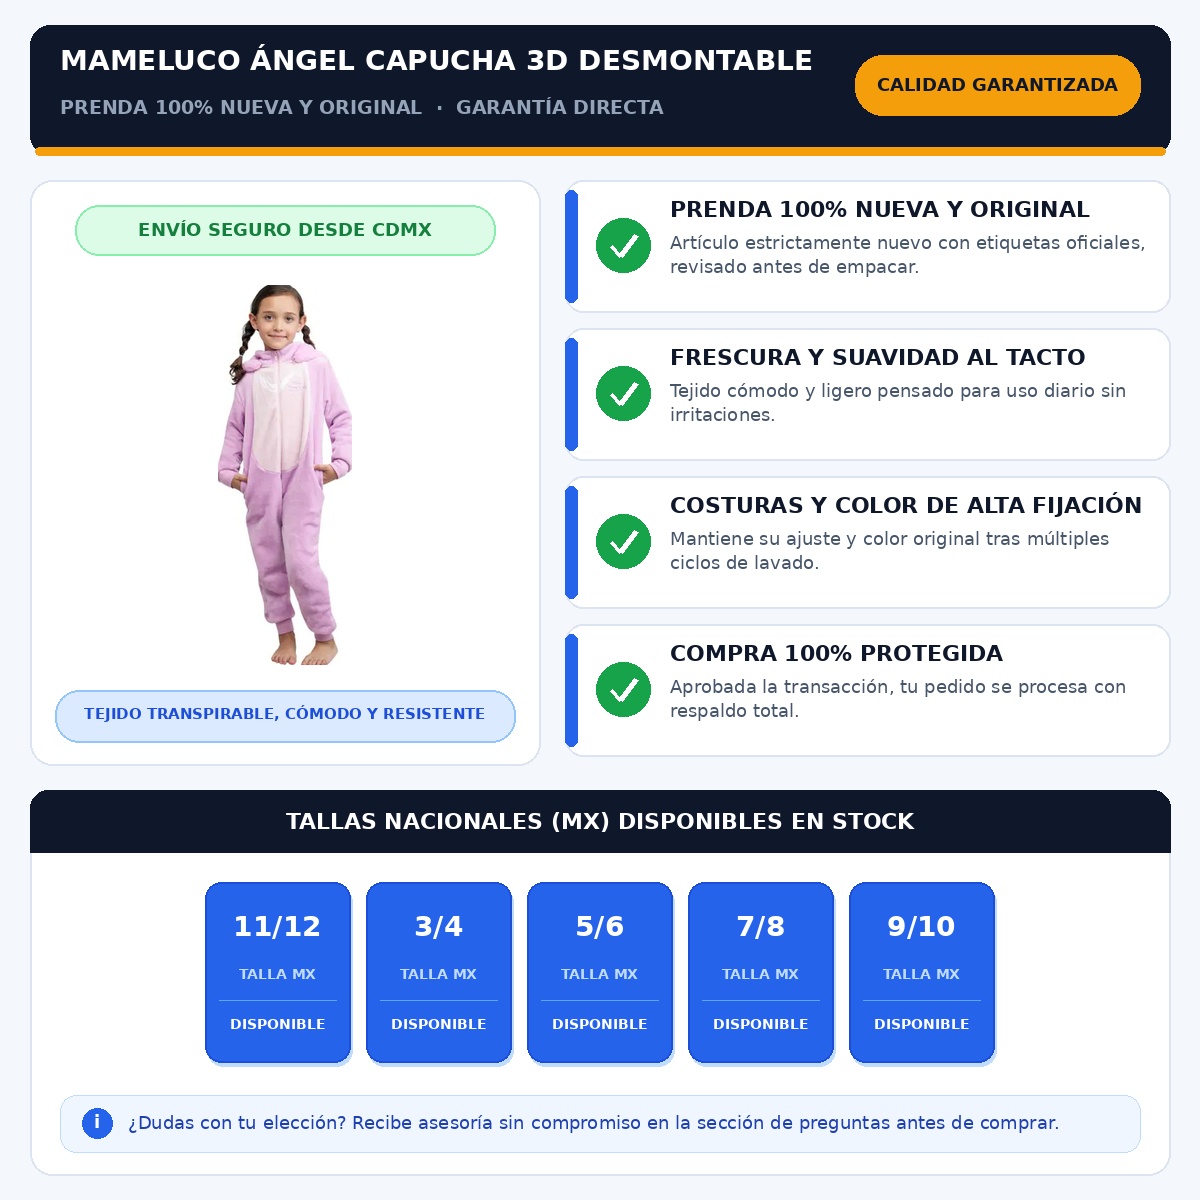 MAMELUCO ÁNGEL CAPUCHA 3D DESMONTABLE
PRENDA 100% NUEVA Y ORIGINAL · GARANTÍA DIRECTA
CALIDAD GARANTIZADA
ENVÍO SEGURO DESDE CDMX
TEJIDO TRANSPIRABLE, CÓMODO Y RESISTENTE
PRENDA 100% NUEVA Y ORIGINAL
Artículo estrictamente nuevo con etiquetas oficiales,
revisado antes de empacar.
FRESCURA Y SUAVIDAD AL TACTO
Tejido cómodo y ligero pensado para uso diario sin
irritaciones.
COSTURAS Y COLOR DE ALTA FIJACIÓN
Mantiene su ajuste y color original tras múltiples
ciclos de lavado.
COMPRA 100% PROTEGIDA
Aprobada la transacción, tu pedido se procesa con
respaldo total.
TALLAS NACIONALES (MX) DISPONIBLES EN STOCK
11/12
TALLA MX
DISPONIBLE
3/4
TALLA MX
DISPONIBLE
5/6
TALLA MX
DISPONIBLE
7/8
TALLA MX
DISPONIBLE
9/10
TALLA MX
DISPONIBLE
i
¿Dudas con tu elección? Recibe asesoría sin compromiso en la sección de preguntas antes de comprar.